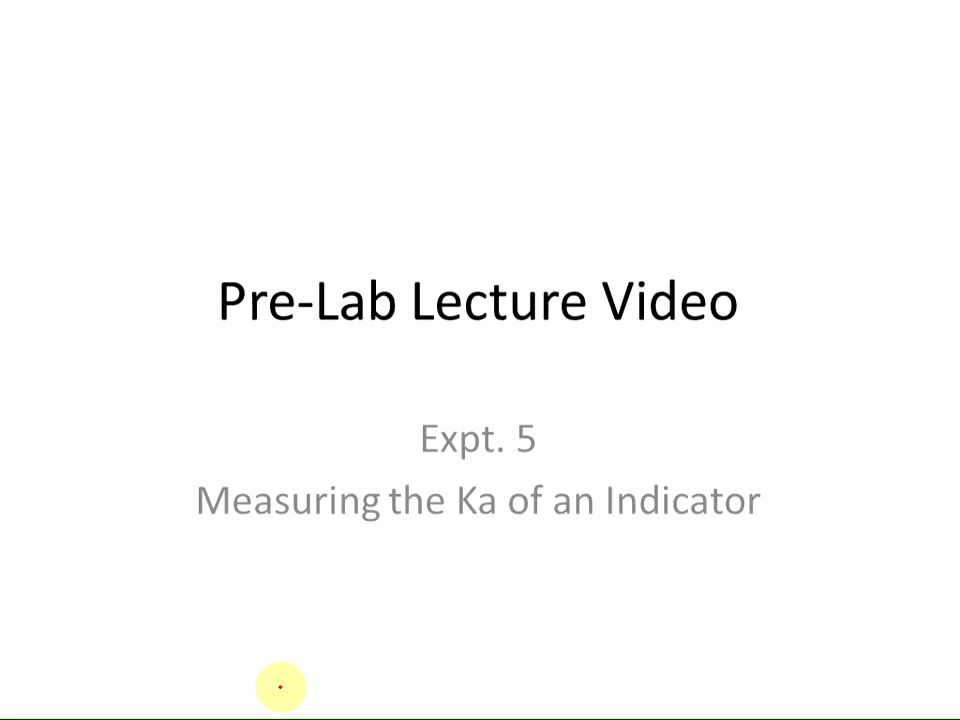 Pre-Lab Lecture Video
Expt. 5
Measuring the Ka of an Indicator